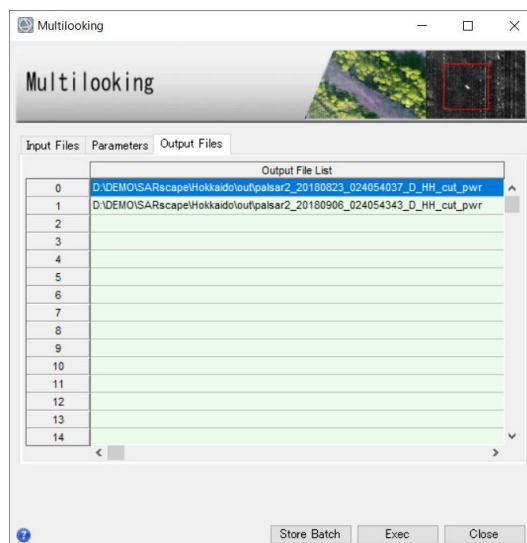 Multilooking
Multilooking
Input Files Parameters Output Files
Output File List
0 D:\DEMO\SARscape\Hokkaido\out\palsar2_20180823_024054037_D_HH_cut_pwr
1 D:\DEMO\SARscape\Hokkaido\out\palsar2_20180906_024054343_D_HH_cut_pwr
2
3
4
5
6
7
8
9
10
11
12
13
14
Store Batch Exec Close